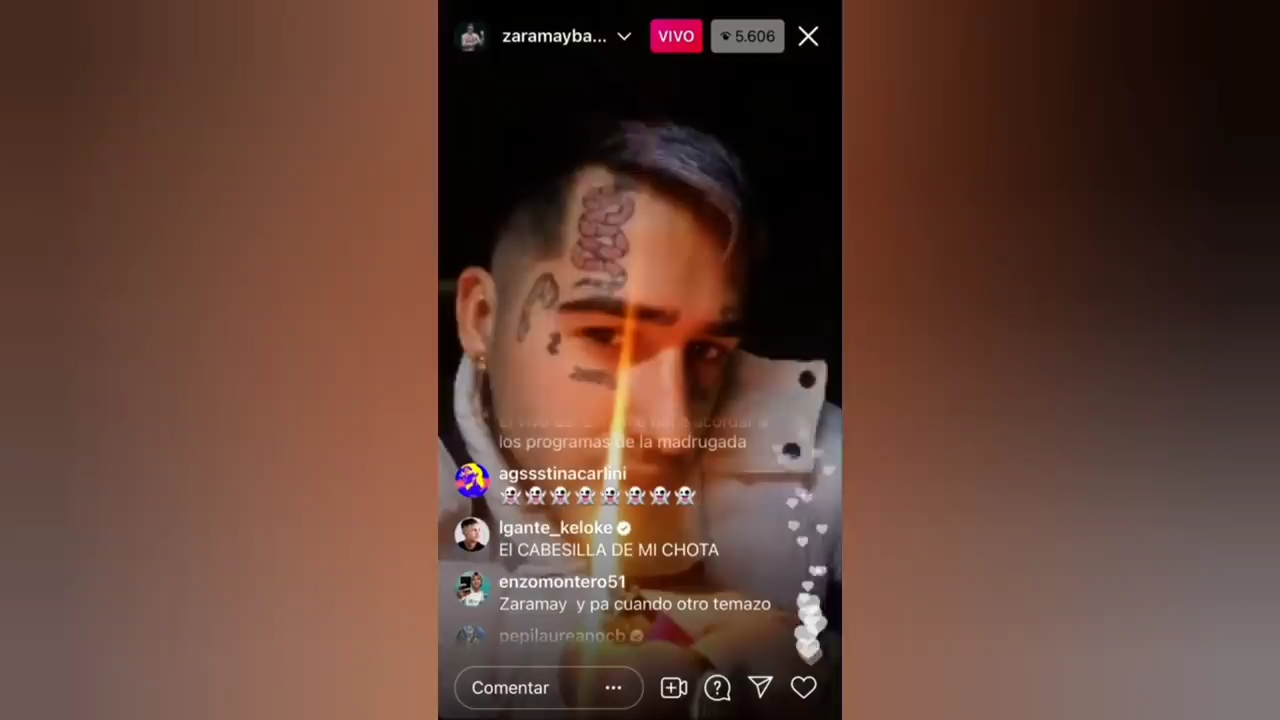 zaramayba...
VIVO
5.606
los programas de la madrugada
agssstinacarlini
👻👻👻👻👻👻👻👻
lgante_keloke
El CABESILLA DE MI CHOTA
enzomontero51
Zaramay y pa cuando otro temazo
pepilaureanocb
Comentar